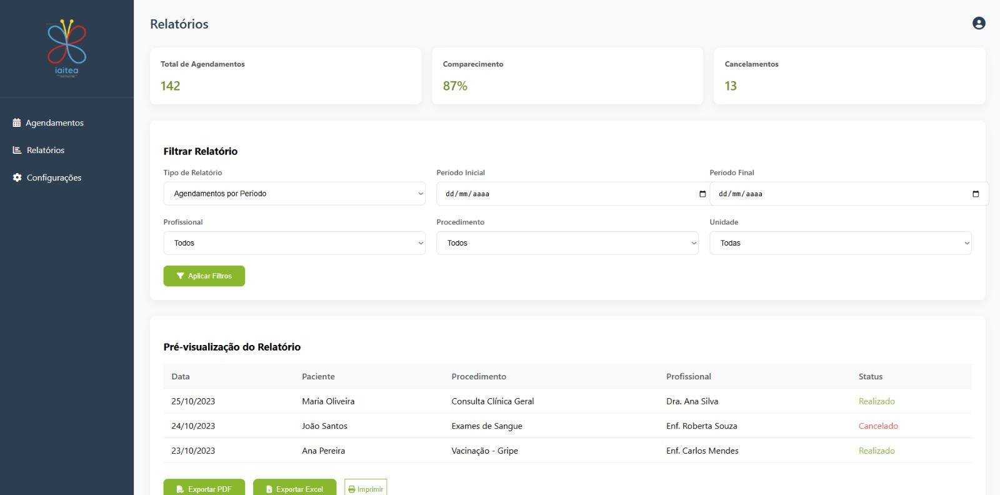 iaitea
Agendamentos
Relatórios
Configurações
Relatórios
Total de Agendamentos
142
Comparecimento
87%
Cancelamentos
13
Filtrar Relatório
Tipo de Relatório
Agendamentos por Período
Período Inicial
dd/mm/aaaa
Período Final
dd/mm/aaaa
Profissional
Todos
Procedimento
Todos
Unidade
Todas
Aplicar Filtros
Pré-visualização do Relatório
Data Paciente Procedimento Profissional Status
25/10/2023 Maria Oliveira Consulta Clínica Geral Dra. Ana Silva Realizado
24/10/2023 João Santos Exames de Sangue Enf. Roberta Souza Cancelado
23/10/2023 Ana Pereira Vacinação - Gripe Enf. Carlos Mendes Realizado
Exportar PDF Exportar Excel Imprimir